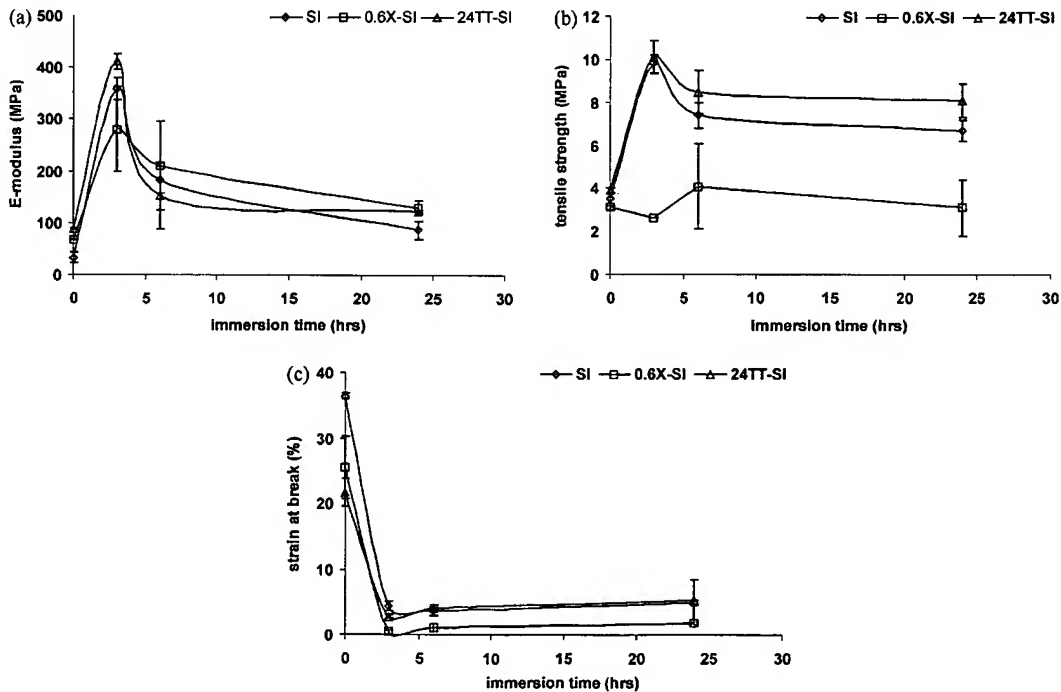 (a)
SI 0.6X-SI 24TT-SI
500
400
300
200
100
0
E-modulus (MPa)
0 5 10 15 20 25 30
immersion time (hrs)
(b)
SI 0.6X-SI 24TT-SI
12
10
8
6
4
2
0
tensile strength (MPa)
0 5 10 15 20 25 30
immersion time (hrs)
(c)
SI 0.6X-SI 24TT-SI
40
30
20
10
0
strain at break (%)
0 5 10 15 20 25 30
immersion time (hrs)